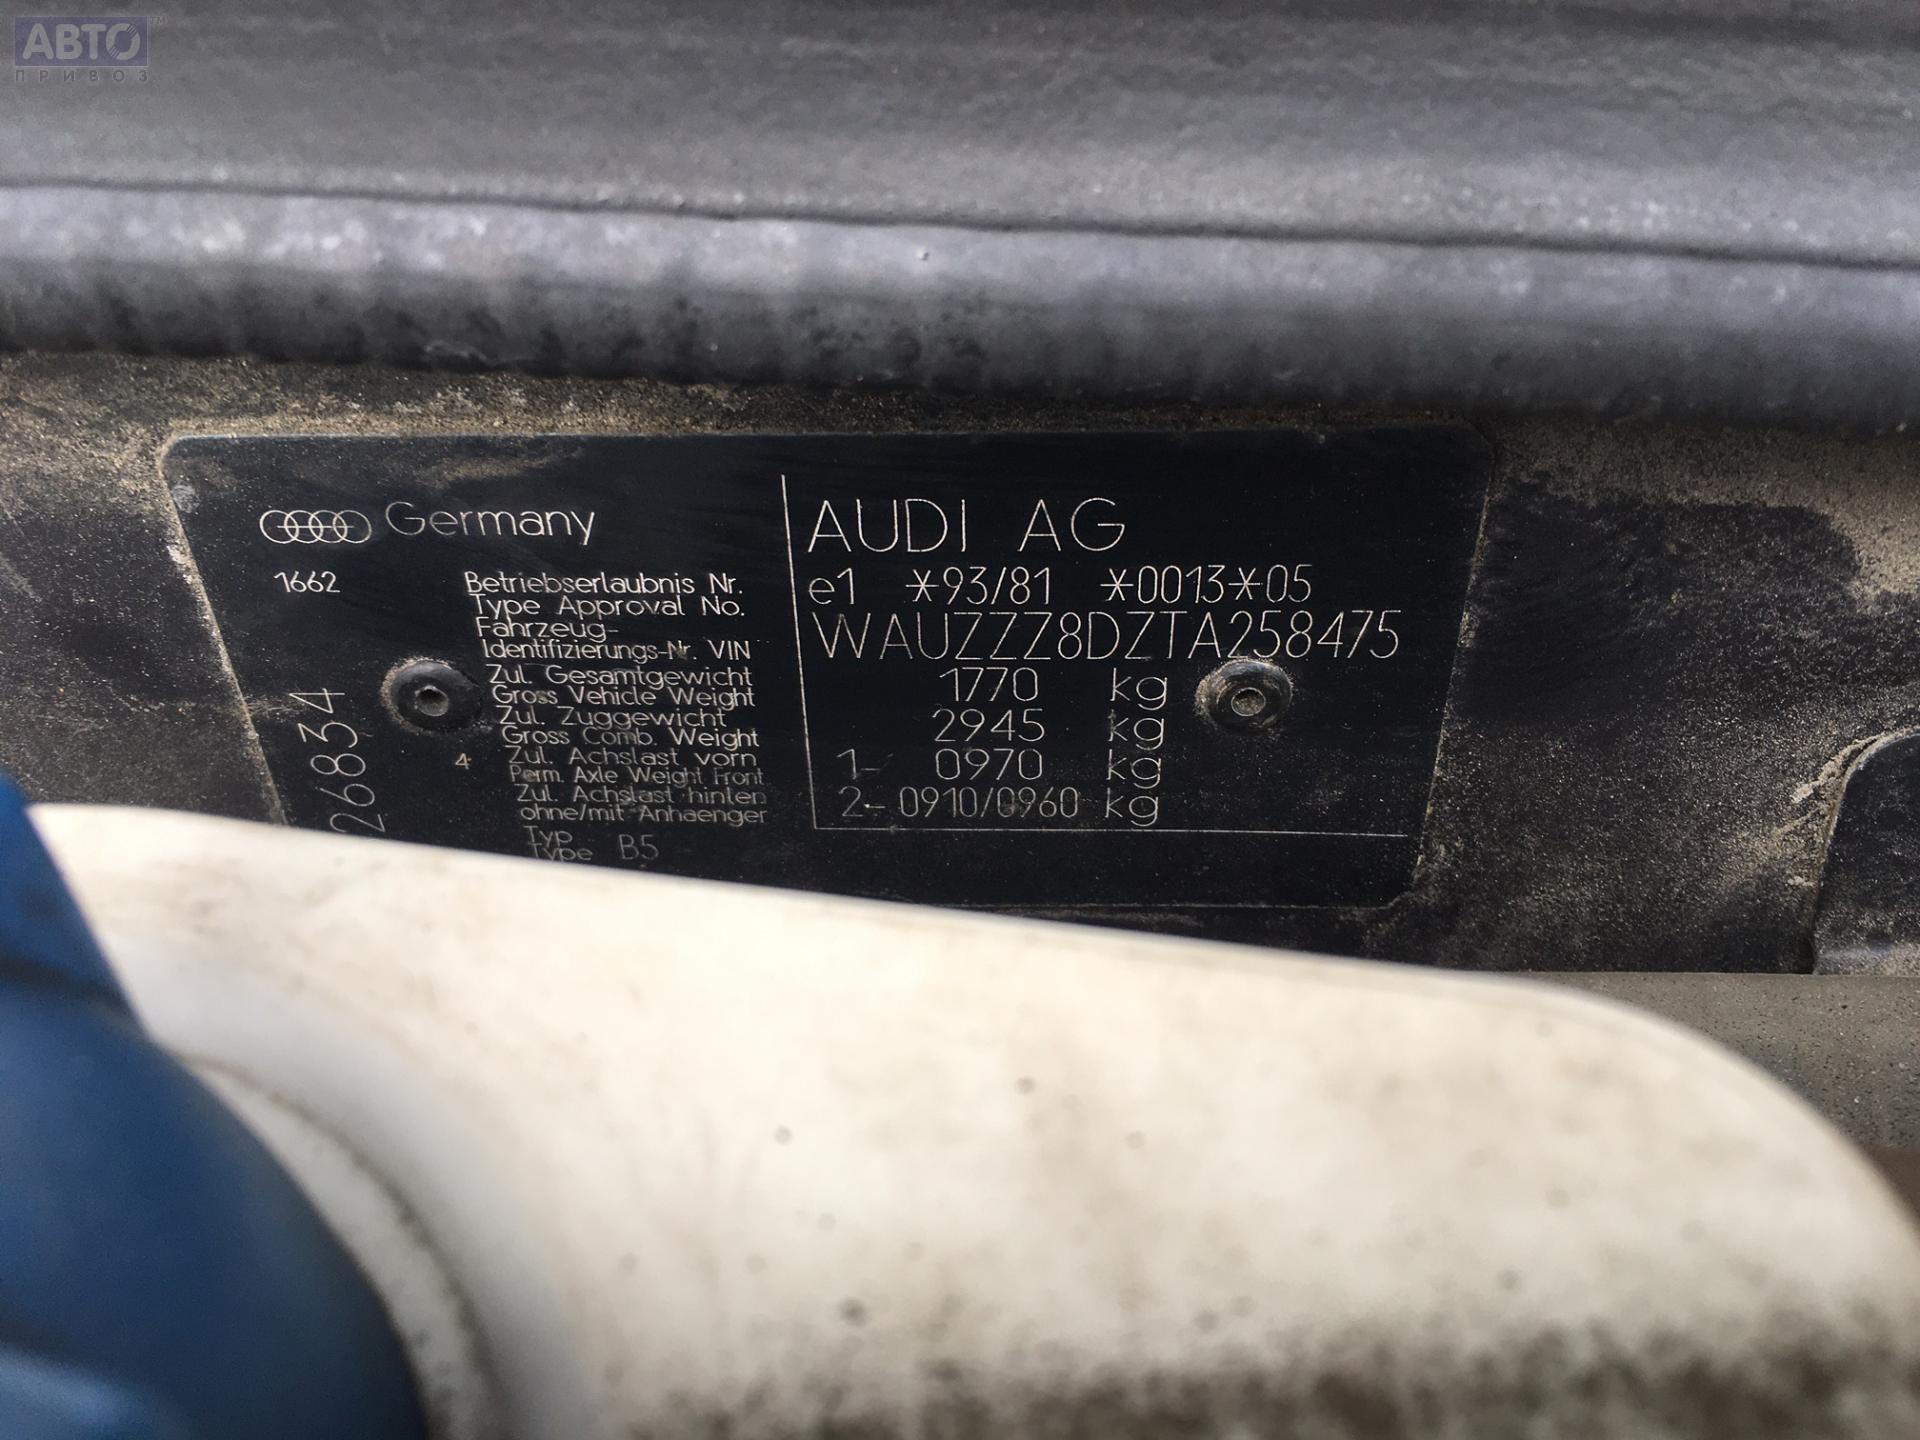 АВТО™
ПРИВОЗ
Germany
AUDI AG
1662
Betriebserlaubnis Nr.
Type Approval No.
e1 *93/81 *0013*05
Fahrzeug-
Identifizierungs-Nr. VIN
WAUZZZ8DZTA258475
Zul. Gesamtgewicht
Gross Vehicle Weight
1770 kg
Zul. Zuggewicht
Gross Comb. Weight
2945 kg
4
Zul. Achslast vorn
Perm. Axle Weight Front
1- 0970 kg
Zul. Achslast hinlen
ohne/mit Anhaenger
2- 0910/0960 kg
Typ
Type B5
26834